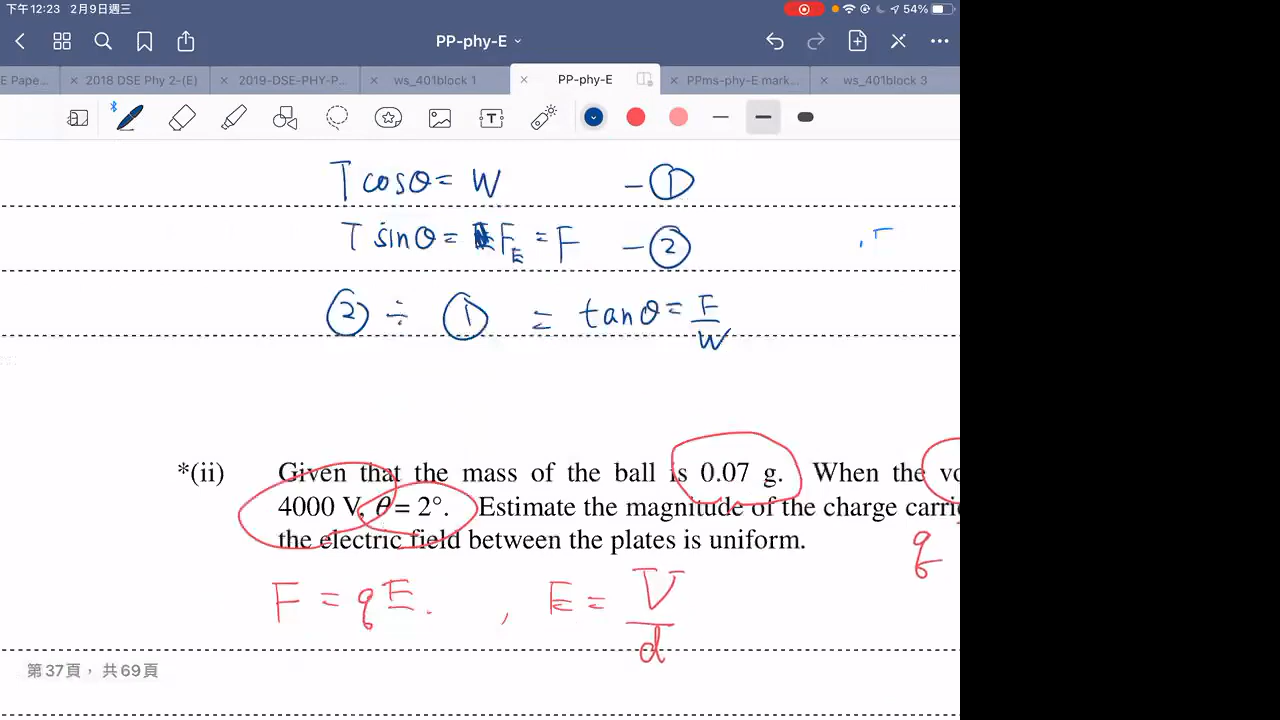 下午12:23 2月9日週三 54%
PP-phy-E
E Pape... 2018 DSE Phy 2-(E) 2019-DSE-PHY-P... ws_401block 1 PP-phy-E PPms-phy-E mark... ws_401block 3
T cosθ = W — ①
T sinθ = F_E = F — ②
② ÷ ① = tanθ = F/W
*(ii) Given that the mass of the ball is 0.07 g. When the vo
4000 V, θ = 2°. Estimate the magnitude of the charge carri
the electric field between the plates is uniform.
q
F = qE. , E = V/d
第37頁，共69頁